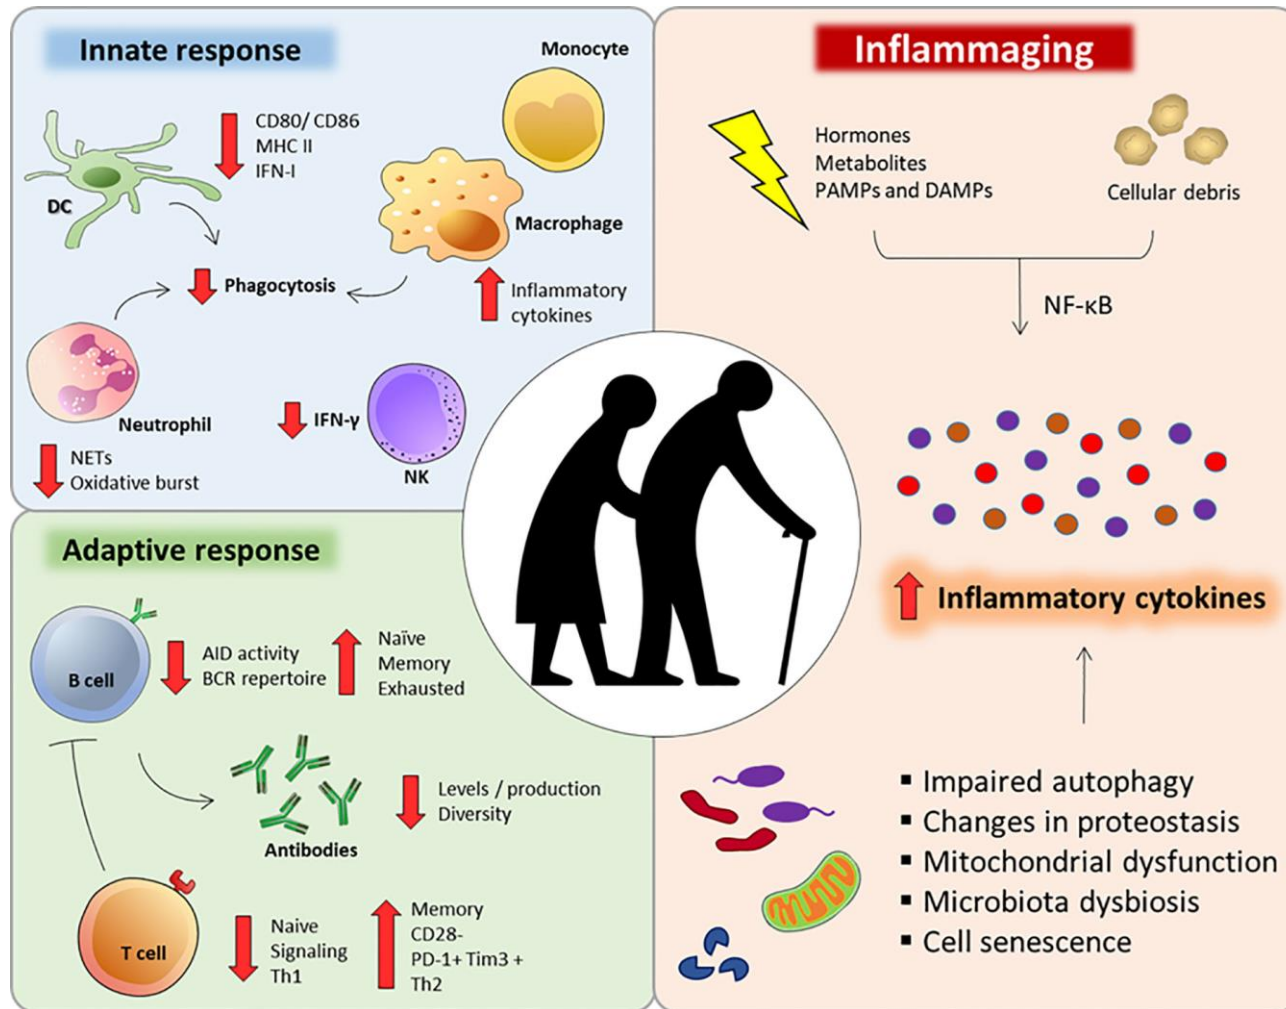 Innate response
Monocyte
CD80/ CD86
MHC II
IFN-I
DC
Macrophage
Phagocytosis
Inflammatory
cytokines
Neutrophil
IFN-γ
NK
NETs
Oxidative burst
Adaptive response
B cell
AID activity
BCR repertoire
Naïve
Memory
Exhausted
Levels / production
Diversity
Antibodies
T cell
Naive
Signaling
Th1
Memory
CD28-
PD-1+ Tim3 +
Th2
Inflammaging
Hormones
Metabolites
PAMPs and DAMPs
Cellular debris
NF-κB
Inflammatory cytokines
▪ Impaired autophagy
▪ Changes in proteostasis
▪ Mitochondrial dysfunction
▪ Microbiota dysbiosis
▪ Cell senescence